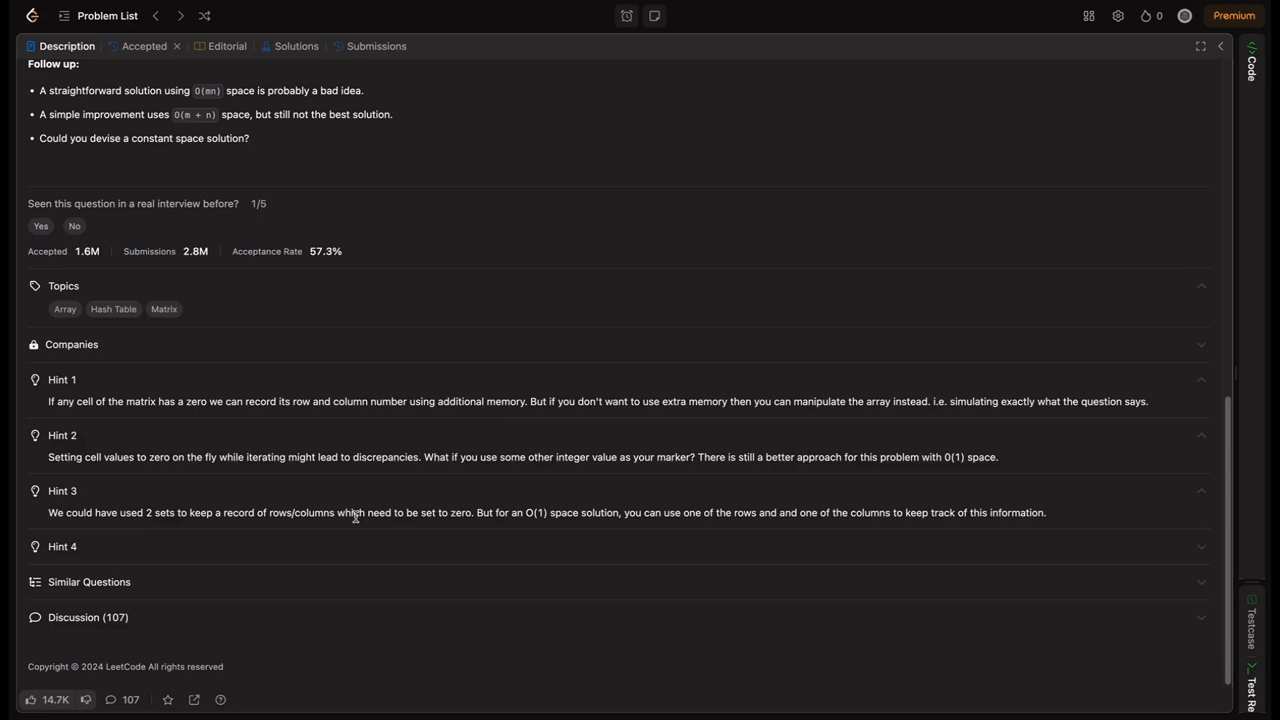 Problem List
0
Premium
Description
Accepted
Editorial
Solutions
Submissions
Code
Follow up:
• A straightforward solution using O(mn) space is probably a bad idea.
• A simple improvement uses O(m + n) space, but still not the best solution.
• Could you devise a constant space solution?
Seen this question in a real interview before? 1/5
Yes No
Accepted 1.6M Submissions 2.8M Acceptance Rate 57.3%
Topics
Array Hash Table Matrix
Companies
Hint 1
If any cell of the matrix has a zero we can record its row and column number using additional memory. But if you don't want to use extra memory then you can manipulate the array instead. i.e. simulating exactly what the question says.
Hint 2
Setting cell values to zero on the fly while iterating might lead to discrepancies. What if you use some other integer value as your marker? There is still a better approach for this problem with 0(1) space.
Hint 3
We could have used 2 sets to keep a record of rows/columns which need to be set to zero. But for an O(1) space solution, you can use one of the rows and and one of the columns to keep track of this information.
Hint 4
Similar Questions
Discussion (107)
Testcase
Test Re
Copyright © 2024 LeetCode All rights reserved
14.7K 107